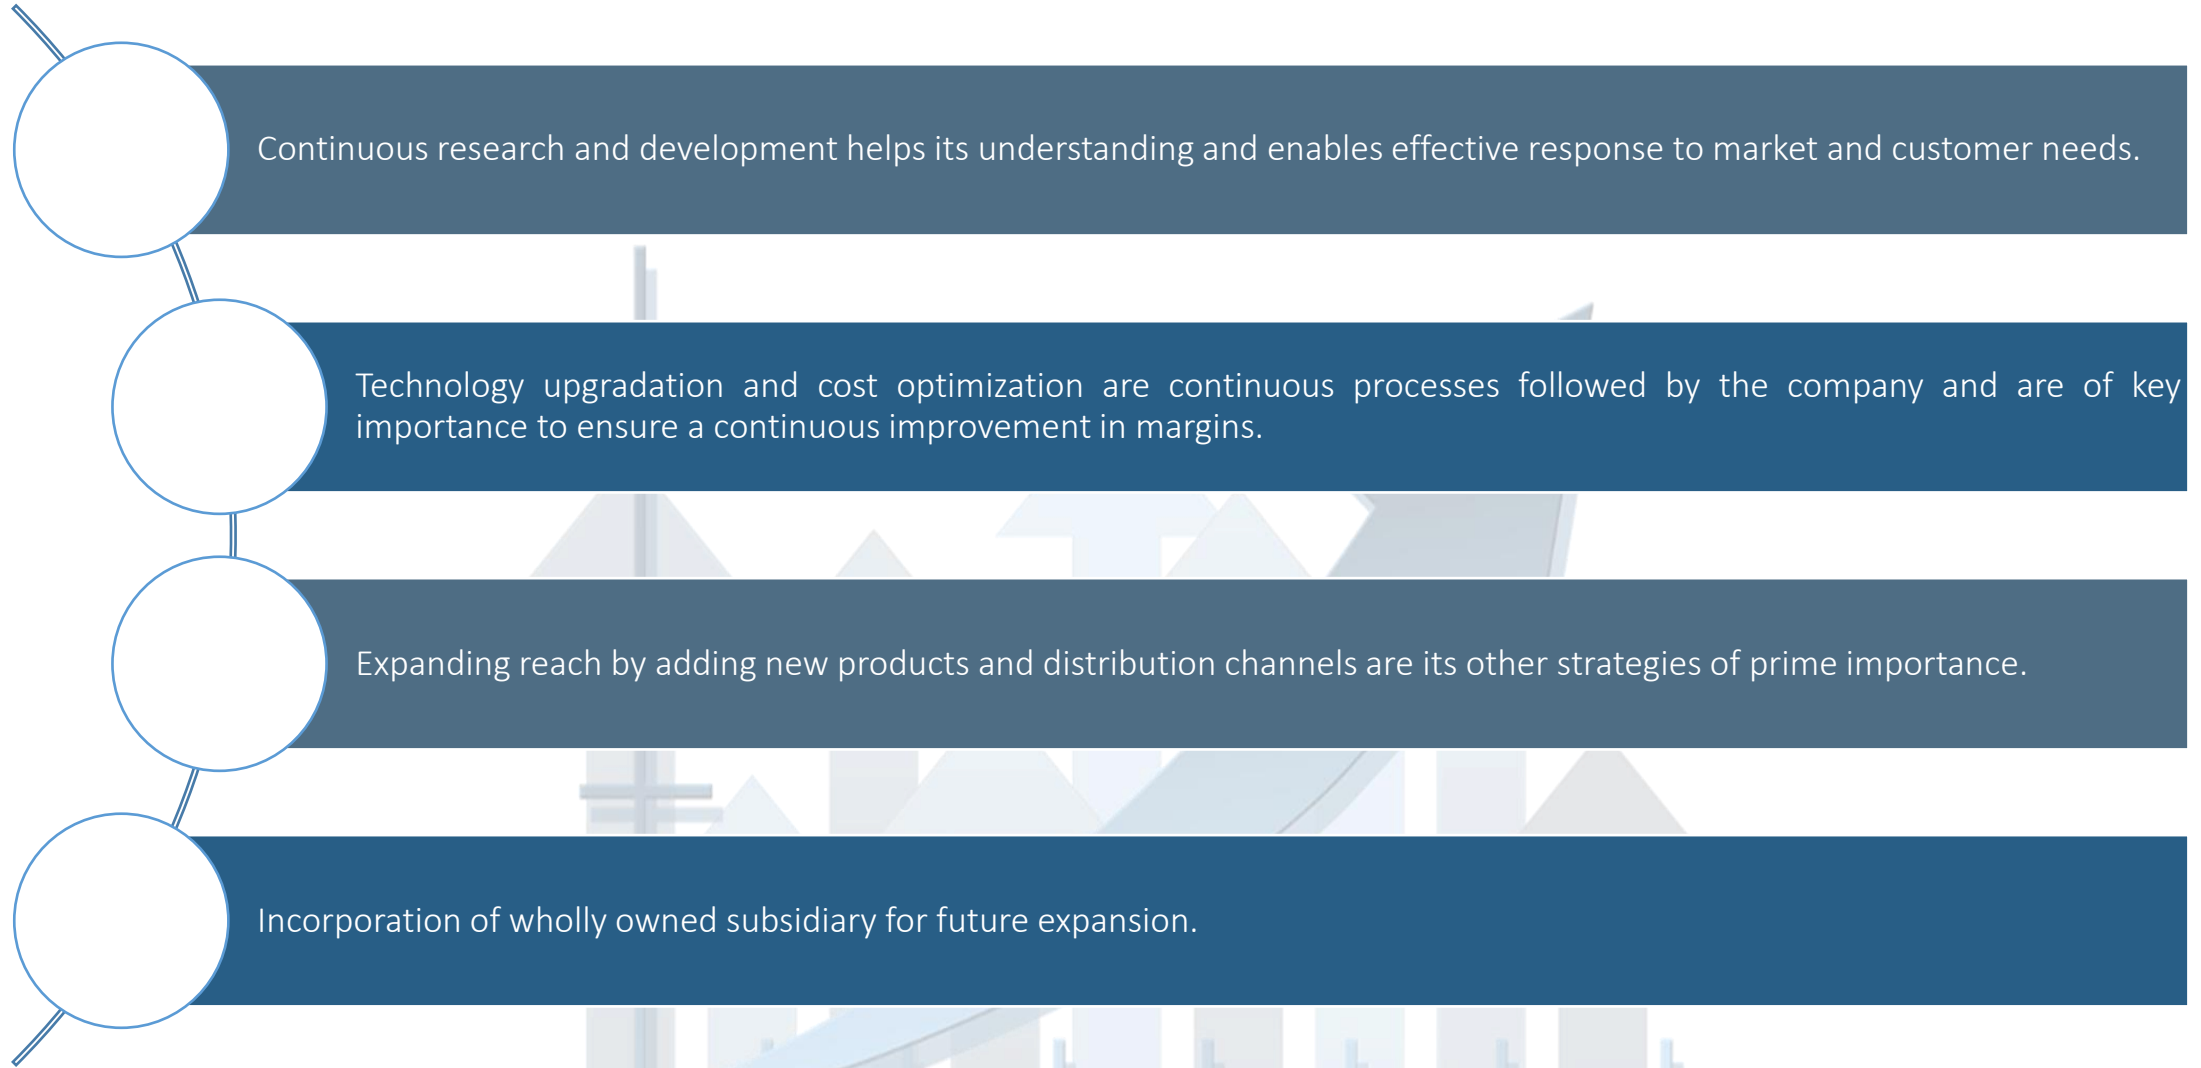 Continuous research and development helps its understanding and enables effective response to market and customer needs.
Technology upgradation and cost optimization are continuous processes followed by the company and are of key
importance to ensure a continuous improvement in margins.
Expanding reach by adding new products and distribution channels are its other strategies of prime importance.
Incorporation of wholly owned subsidiary for future expansion.